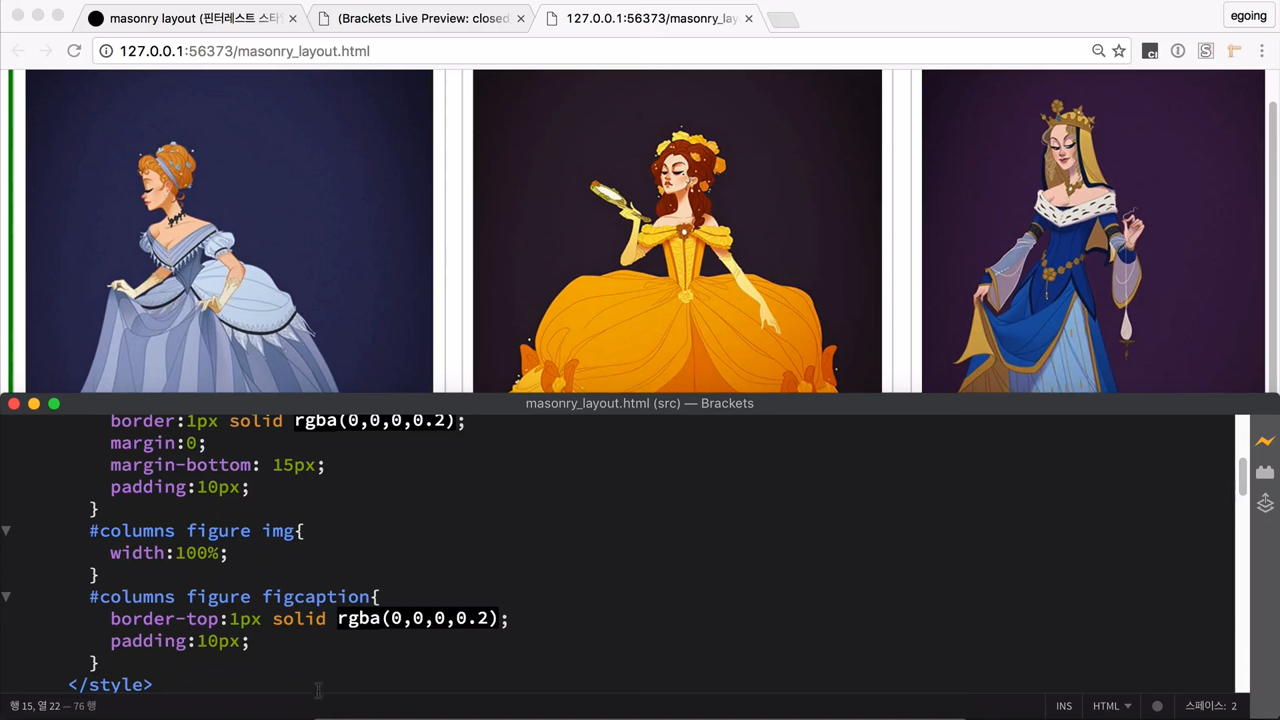 masonry layout (핀터레스트 스타일
(Brackets Live Preview: closed
127.0.0.1:56373/masonry_lay
egoing
127.0.0.1:56373/masonry_layout.html
masonry_layout.html (src) — Brackets
border:1px solid rgba(0,0,0,0.2);
margin:0;
margin-bottom: 15px;
padding:10px;
}
#columns figure img{
width:100%;
}
#columns figure figcaption{
border-top:1px solid rgba(0,0,0,0.2);
padding:10px;
}
</style>
행 15, 열 22 — 76 행
INS
HTML
스페이스: 2